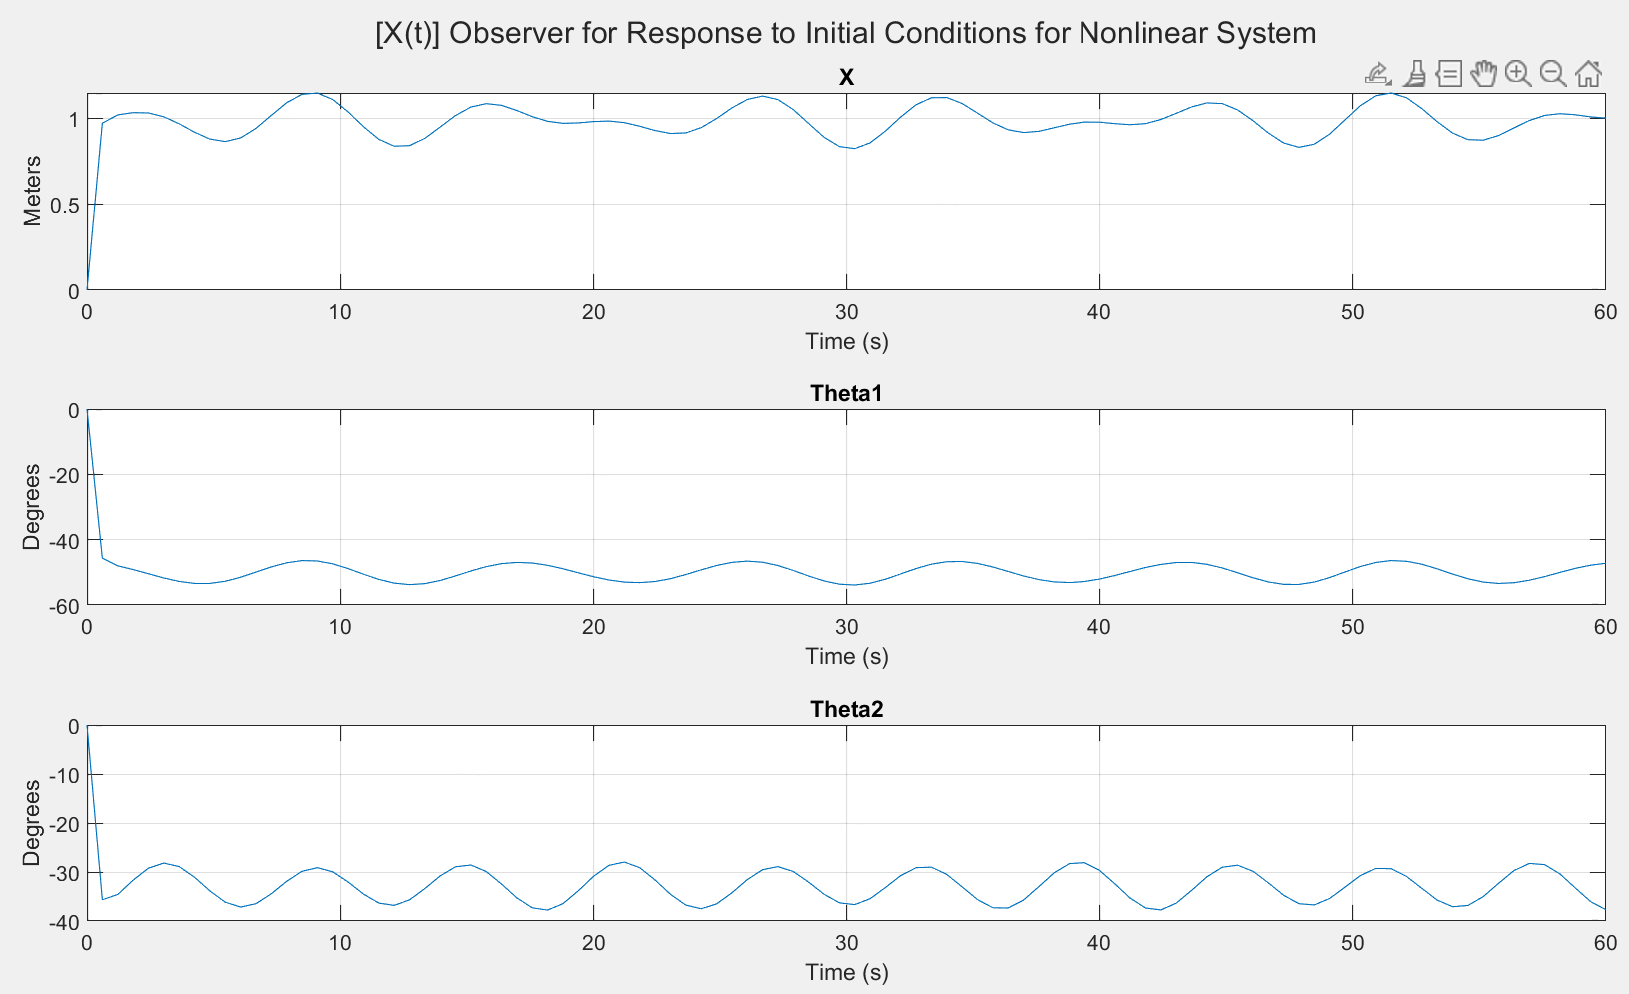 [X(t)] Observer for Response to Initial Conditions for Nonlinear System
X
Meters
1
0.5
0
0 10 20 30 40 50 60
Time (s)
Theta1
Degrees
0
-20
-40
-60
0 10 20 30 40 50 60
Time (s)
Theta2
Degrees
0
-10
-20
-30
-40
0 10 20 30 40 50 60
Time (s)